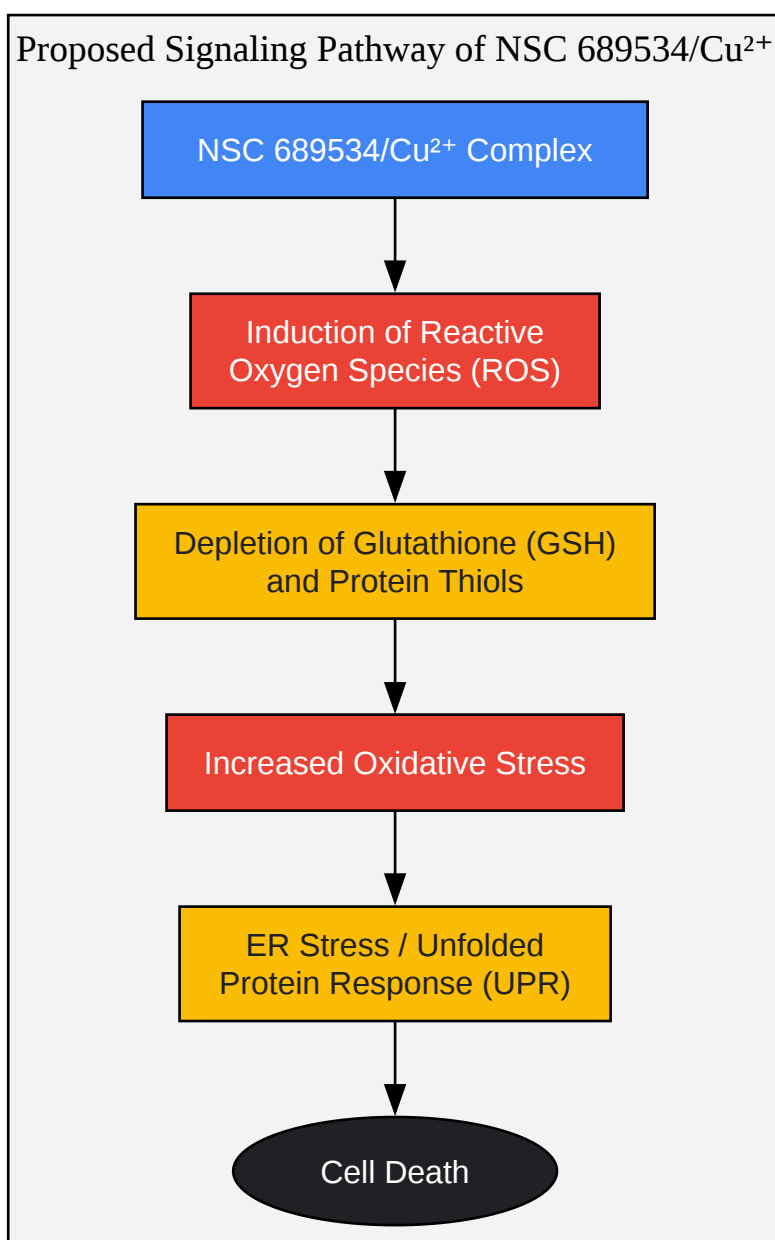 Proposed Signaling Pathway of NSC 689534/Cu²⁺
NSC 689534/Cu²⁺ Complex
Induction of Reactive
Oxygen Species (ROS)
Depletion of Glutathione (GSH)
and Protein Thiols
Increased Oxidative Stress
ER Stress / Unfolded
Protein Response (UPR)
Cell Death